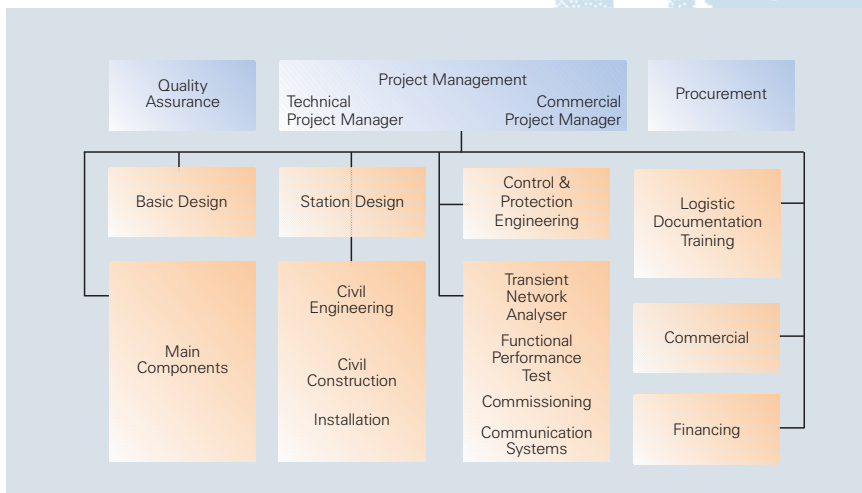 Quality
Assurance
Project Management
Technical
Project Manager
Commercial
Project Manager
Procurement
Basic Design
Station Design
Control &
Protection
Engineering
Logistic
Documentation
Training
Main
Components
Civil
Engineering
Civil
Construction
Installation
Transient
Network
Analyser
Functional
Performance
Test
Commissioning
Communication
Systems
Commercial
Financing